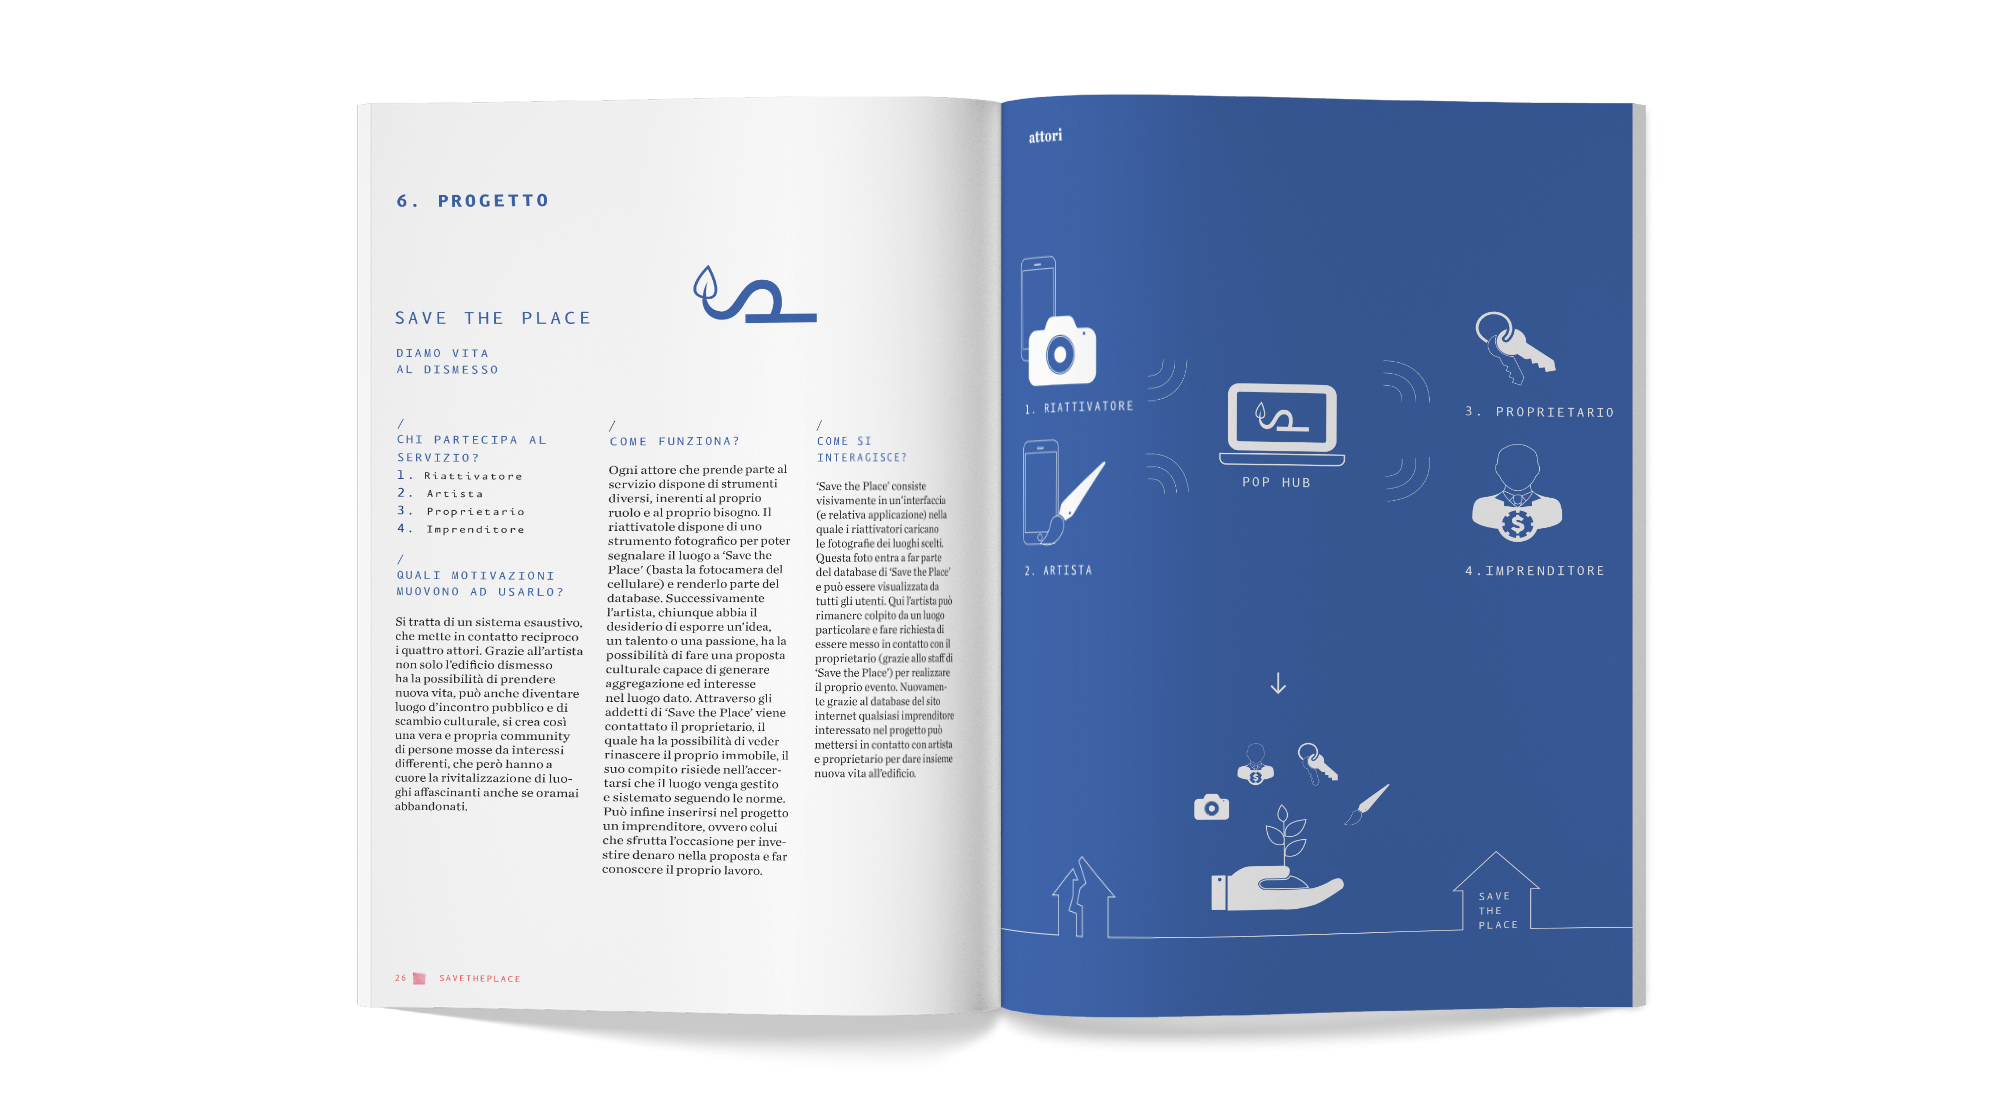 6. PROGETTO
SAVE THE PLACE
DIAMO VITA
AL DISMESSO
/
CHI PARTECIPA AL
SERVIZIO?
1. Riattivatore
2. Artista
3. Proprietario
4. Imprenditore
/
QUALI MOTIVAZIONI
MUOVONO AD USARLO?
Si tratta di un sistema esaustivo,
che mette in contatto reciproco
i quattro attori. Grazie all'artista
non solo l'edificio dismesso
ha la possibilità di prendere
nuova vita, può anche diventare
luogo d'incontro pubblico e di
scambio culturale, si crea così
una vera e propria community
di persone mosse da interessi
differenti, che però hanno a
cuore la rivitalizzazione di luo-
ghi affascinanti anche se oramai
abbandonati.
/
COME FUNZIONA?
Ogni attore che prende parte al
servizio dispone di strumenti
diversi, inerenti al proprio
ruolo e al proprio bisogno. Il
riattivatole dispone di uno
strumento fotografico per poter
segnalare il luogo a 'Save the
Place' (basta la fotocamera del
cellulare) e renderlo parte del
database. Successivamente
l'artista, chiunque abbia il
desiderio di esporre un'idea,
un talento o una passione, ha la
possibilità di fare una proposta
culturale capace di generare
aggregazione ed interesse
nel luogo dato. Attraverso gli
addetti di 'Save the Place' viene
contattato il proprietario, il
quale ha la possibilità di veder
rinascere il proprio immobile, il
suo compito risiede nell'accer-
tarsi che il luogo venga gestito
e sistemato seguendo le norme.
Può infine inserirsi nel progetto
un imprenditore, ovvero colui
che sfrutta l'occasione per inve-
stire denaro nella proposta e far
conoscere il proprio lavoro.
/
COME SI
INTERAGISCE?
'Save the Place' consiste
visivamente in un'interfaccia
(e relativa applicazione) nella
quale i riattivatori caricano
le fotografie dei luoghi scelti.
Questa foto entra a far parte
del database di 'Save the Place'
e può essere visualizzata da
tutti gli utenti. Qui l'artista può
rimanere colpito da un luogo
particolare e fare richiesta di
essere messo in contatto con il
proprietario (grazie allo staff di
'Save the Place') per realizzare
il proprio evento. Nuovamen-
te grazie al database del sito
internet qualsiasi imprenditore
interessato nel progetto può
mettersi in contatto con artista
e proprietario per dare insieme
nuova vita all'edificio.
26 SAVETHEPLACE
attori
1. RIATTIVATORE
2. ARTISTA
POP HUB
3. PROPRIETARIO
$
4.IMPRENDITORE
$
SAVE
THE
PLACE